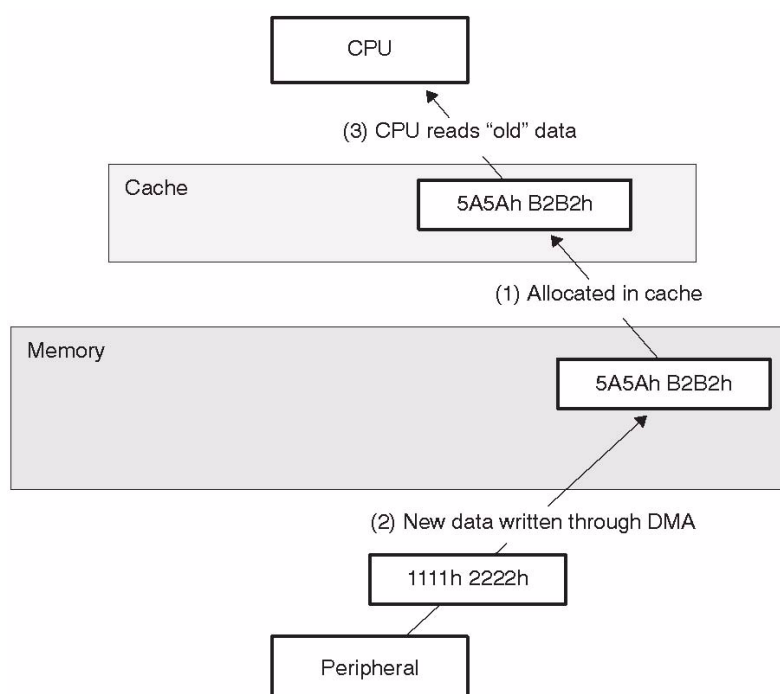 CPU
(3) CPU reads “old” data
Cache
5A5Ah B2B2h
(1) Allocated in cache
Memory
5A5Ah B2B2h
(2) New data written through DMA
1111h 2222h
Peripheral